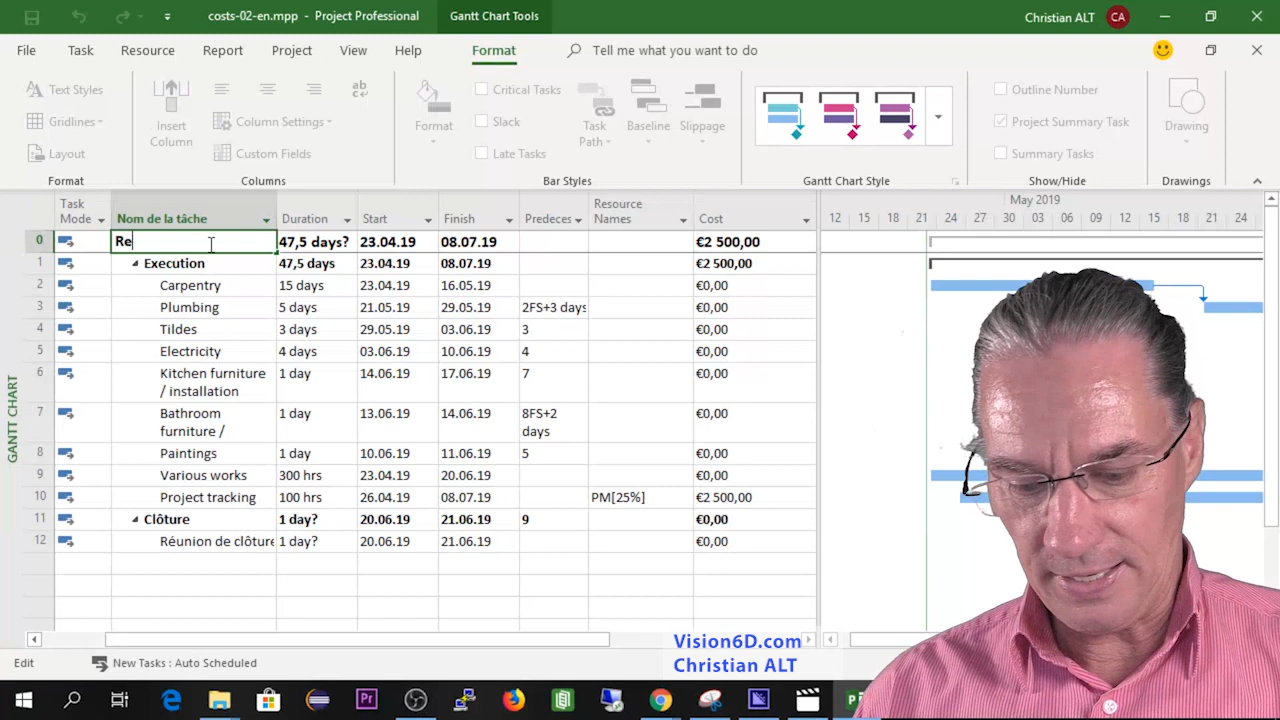 costs-02-en.mpp - Project Professional
Gantt Chart Tools
Christian ALT
CA
File Task Resource Report Project View Help Format Tell me what you want to do
Text Styles
Gridlines
Layout
Format
Insert Column
Column Settings
Custom Fields
Columns
Format
Critical Tasks
Slack
Late Tasks
Task Path
Baseline
Slippage
Bar Styles
Gantt Chart Style
Outline Number
Project Summary Task
Summary Tasks
Show/Hide
Drawing
Drawings
Task Mode Nom de la tâche Duration Start Finish Predeces Resource Names Cost
May 2019
12 15 18 21 24 27 30 03 06 09 12 15 18 21 24
0 Re 47,5 days? 23.04.19 08.07.19 €2 500,00
1 Execution 47,5 days 23.04.19 08.07.19 €2 500,00
2 Carpentry 15 days 23.04.19 16.05.19 €0,00
3 Plumbing 5 days 21.05.19 29.05.19 2FS+3 days €0,00
4 Tildes 3 days 29.05.19 03.06.19 3 €0,00
5 Electricity 4 days 03.06.19 10.06.19 4 €0,00
6 Kitchen furniture / installation 1 day 14.06.19 17.06.19 7 €0,00
7 Bathroom furniture / 1 day 13.06.19 14.06.19 8FS+2 days €0,00
8 Paintings 1 day 10.06.19 11.06.19 5 €0,00
9 Various works 300 hrs 23.04.19 20.06.19 €0,00
10 Project tracking 100 hrs 26.04.19 08.07.19 PM[25%] €2 500,00
11 Clôture 1 day? 20.06.19 21.06.19 9 €0,00
12 Réunion de clôture 1 day? 20.06.19 21.06.19 €0,00
GANTT CHART
Vision6D.com
Christian ALT
Edit New Tasks : Auto Scheduled
Pr